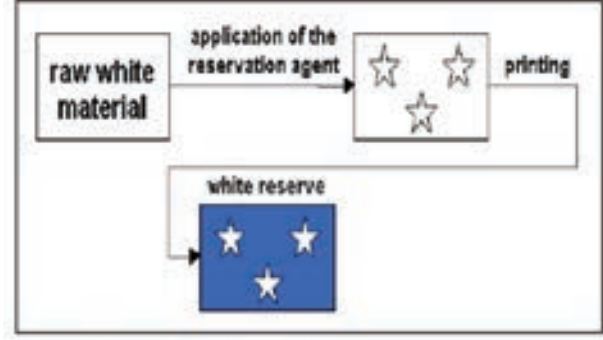 raw white
material
application of the
reservation agent
printing
white reserve